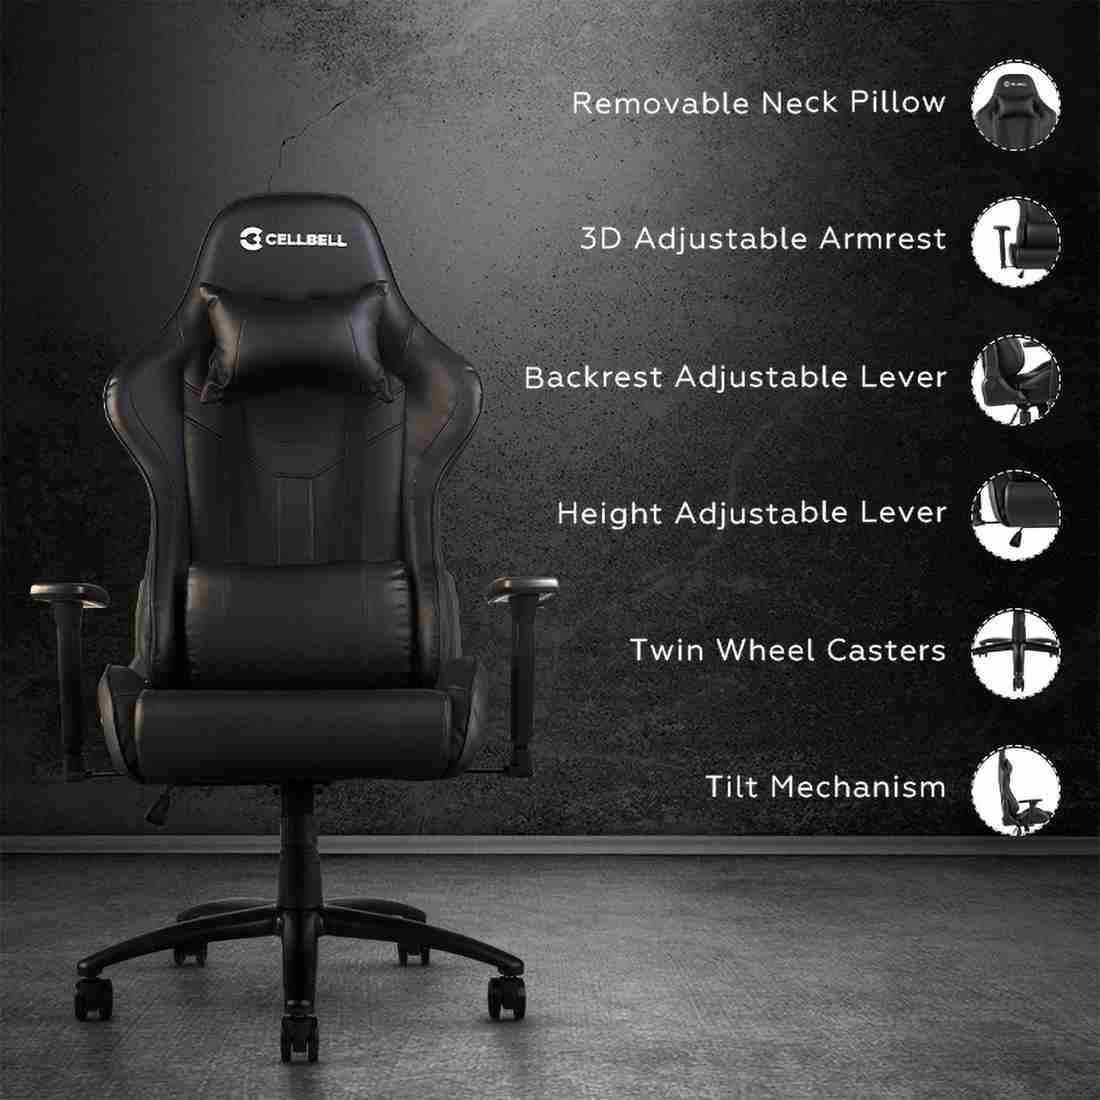 CELLBELL
Removable Neck Pillow
3D Adjustable Armrest
Backrest Adjustable Lever
Height Adjustable Lever
Twin Wheel Casters
Tilt Mechanism